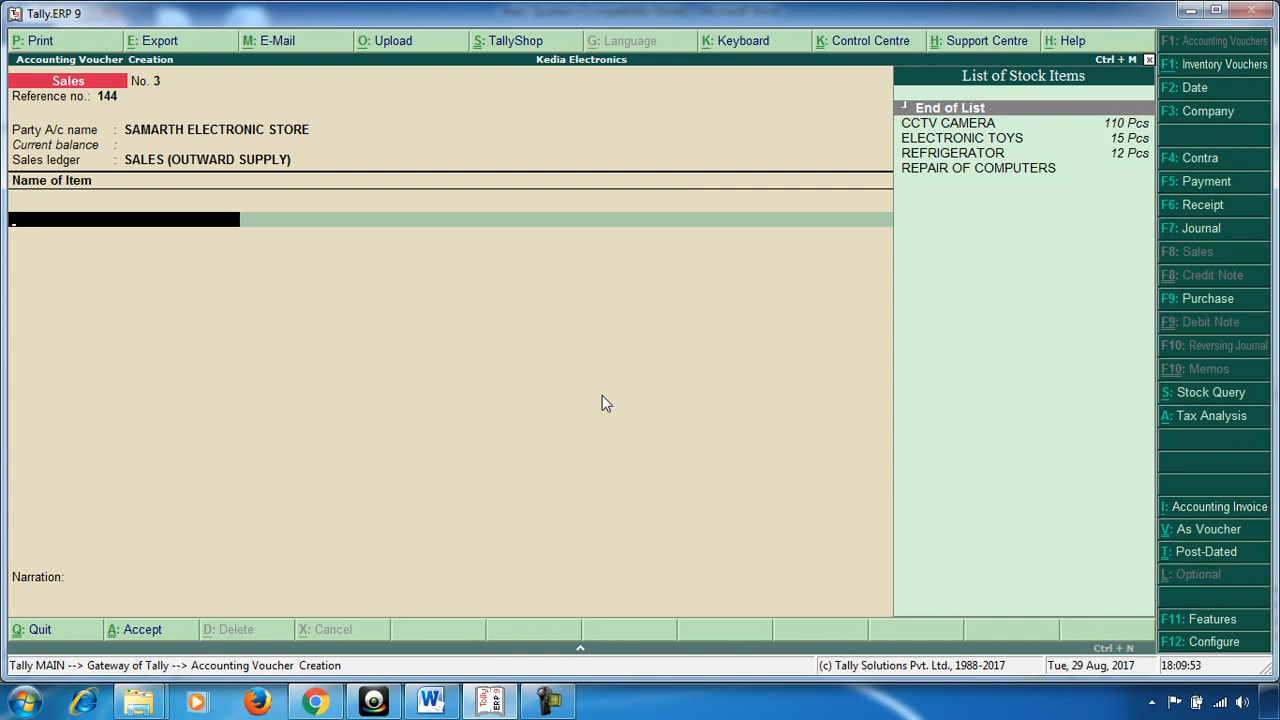 Tally.ERP 9
P: Print
E: Export
M: E-Mail
O: Upload
S: TallyShop
G: Language
K: Keyboard
K: Control Centre
H: Support Centre
H: Help
Accounting Voucher Creation
Kedia Electronics
Ctrl + M
Sales
No. 3
Reference no.: 144
Party A/c name : SAMARTH ELECTRONIC STORE
Current balance :
Sales ledger : SALES (OUTWARD SUPPLY)
Name of Item
Narration:
List of Stock Items
End of List
CCTV CAMERA 110 Pcs
ELECTRONIC TOYS 15 Pcs
REFRIGERATOR 12 Pcs
REPAIR OF COMPUTERS
F1: Accounting Vouchers
F1: Inventory Vouchers
F2: Date
F3: Company
F4: Contra
F5: Payment
F6: Receipt
F7: Journal
F8: Sales
F8: Credit Note
F9: Purchase
F9: Debit Note
F10: Reversing Journal
F10: Memos
S: Stock Query
A: Tax Analysis
I: Accounting Invoice
V: As Voucher
T: Post-Dated
L: Optional
F11: Features
F12: Configure
Q: Quit
A: Accept
D: Delete
X: Cancel
Ctrl + N
Tally MAIN --> Gateway of Tally --> Accounting Voucher Creation
(c) Tally Solutions Pvt. Ltd., 1988-2017
Tue, 29 Aug, 2017
18:09:53